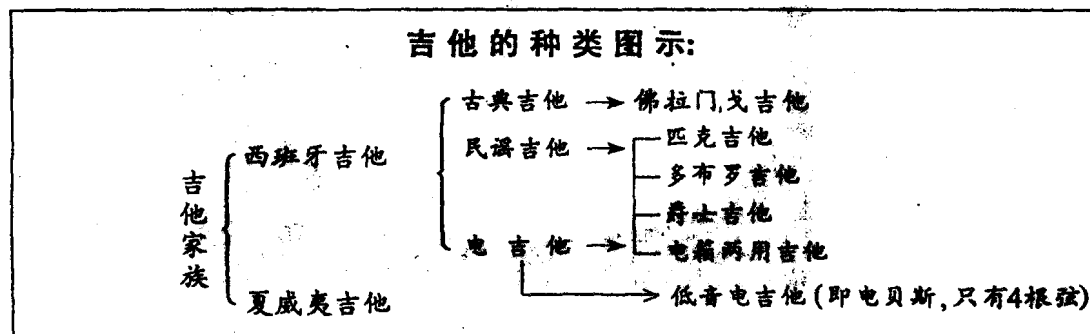 吉他的种类图示:
吉他家族
西班牙吉他
夏威夷吉他
古典吉他
民谣吉他
电吉他
佛拉门,戈吉他
匹克吉他
多布罗吉他
爵士吉他
电箱两用吉他
低音电吉他(即电贝斯,只有4根弦)